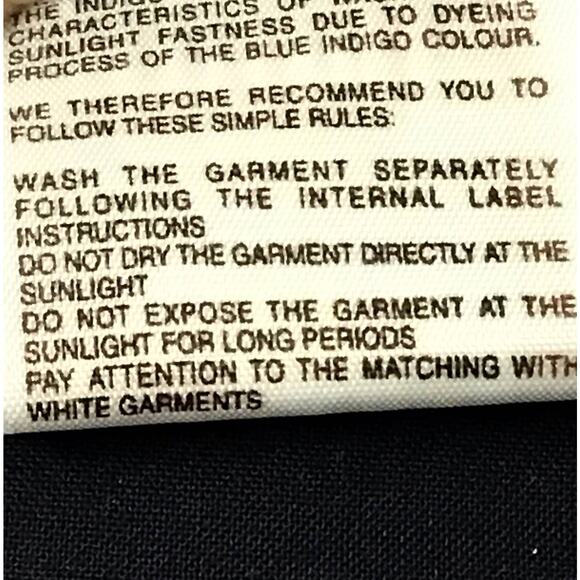 THE INDIGO
CHARACTERISTICS OF
SUNLIGHT FASTNESS DUE TO DYEING
PROCESS OF THE BLUE INDIGO COLOUR.
WE THEREFORE RECOMMEND YOU TO
FOLLOW THESE SIMPLE RULES:
WASH THE GARMENT SEPARATELY
FOLLOWING THE INTERNAL LABEL
INSTRUCTIONS
DO NOT DRY THE GARMENT DIRECTLY AT THE
SUNLIGHT
DO NOT EXPOSE THE GARMENT AT THE
SUNLIGHT FOR LONG PERIODS
PAY ATTENTION TO THE MATCHING WITH
WHITE GARMENTS